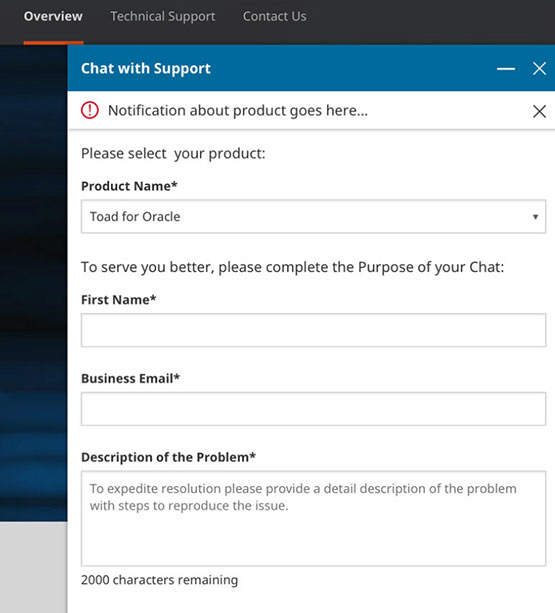 Overview Technical Support Contact Us
Chat with Support
Notification about product goes here...
Please select your product:
Product Name*
Toad for Oracle
To serve you better, please complete the Purpose of your Chat:
First Name*
Business Email*
Description of the Problem*
To expedite resolution please provide a detail description of the problem
with steps to reproduce the issue.
2000 characters remaining